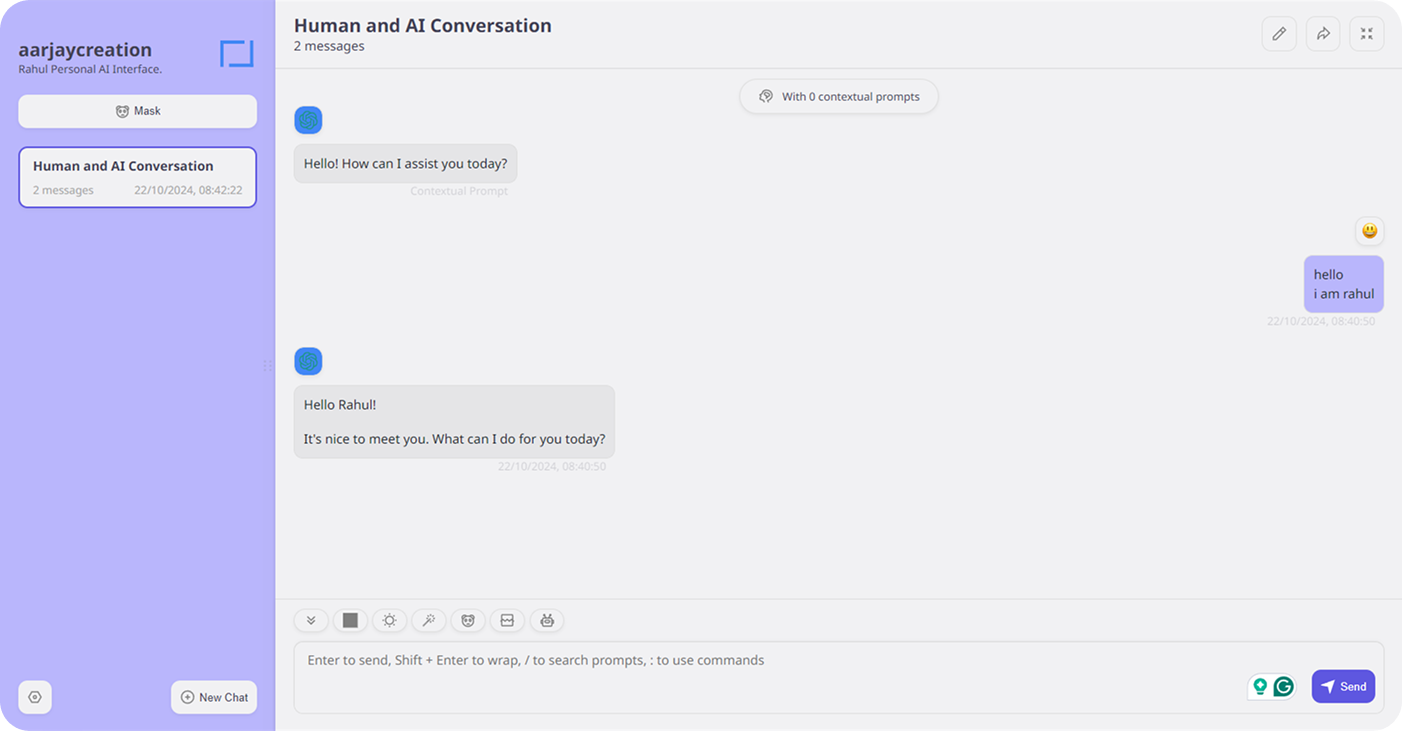 aarjaycreation
Rahul Personal AI Interface.
Mask
Human and AI Conversation
2 messages 22/10/2024, 08:42:22
New Chat
Human and AI Conversation
2 messages
With 0 contextual prompts
Hello! How can I assist you today?
Contextual Prompt
hello
i am rahul
22/10/2024, 08:40:50
Hello Rahul!
It's nice to meet you. What can I do for you today?
22/10/2024, 08:40:50
Enter to send, Shift + Enter to wrap, / to search prompts, : to use commands
Send